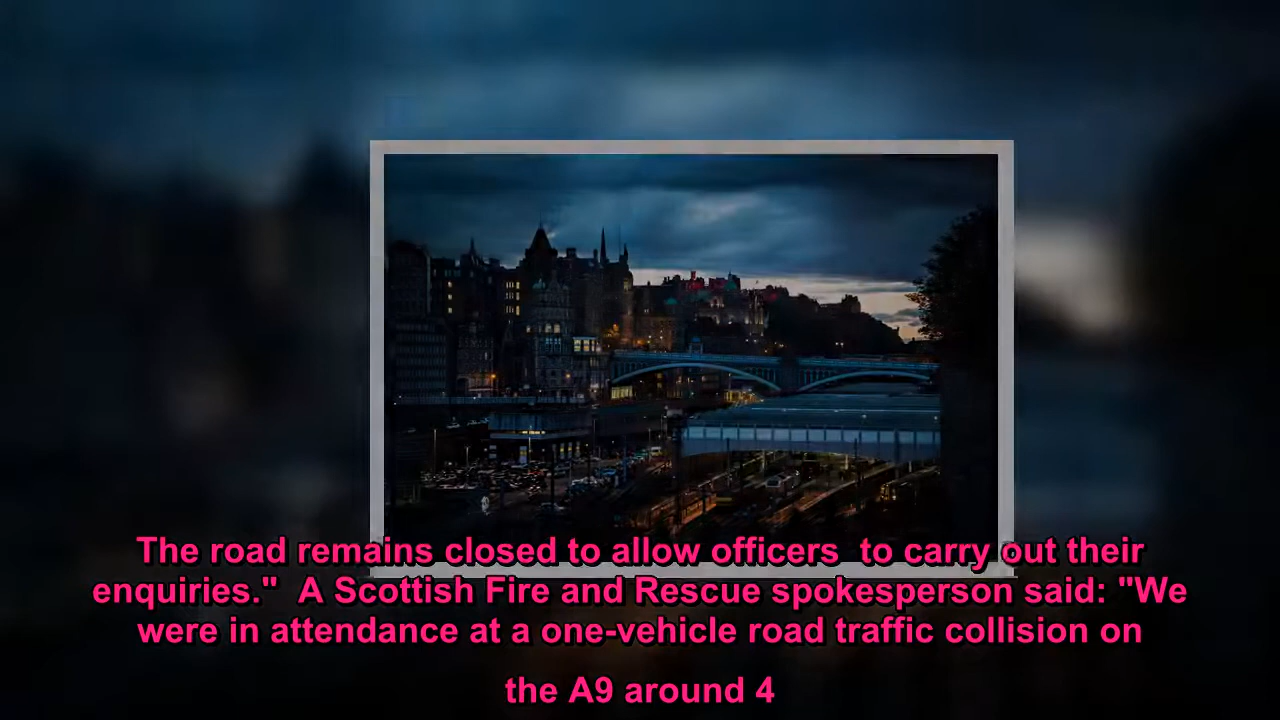 The road remains closed to allow officers  to carry out their
enquiries."  A Scottish Fire and Rescue spokesperson said: "We
were in attendance at a one-vehicle road traffic collision on
the A9 around 4